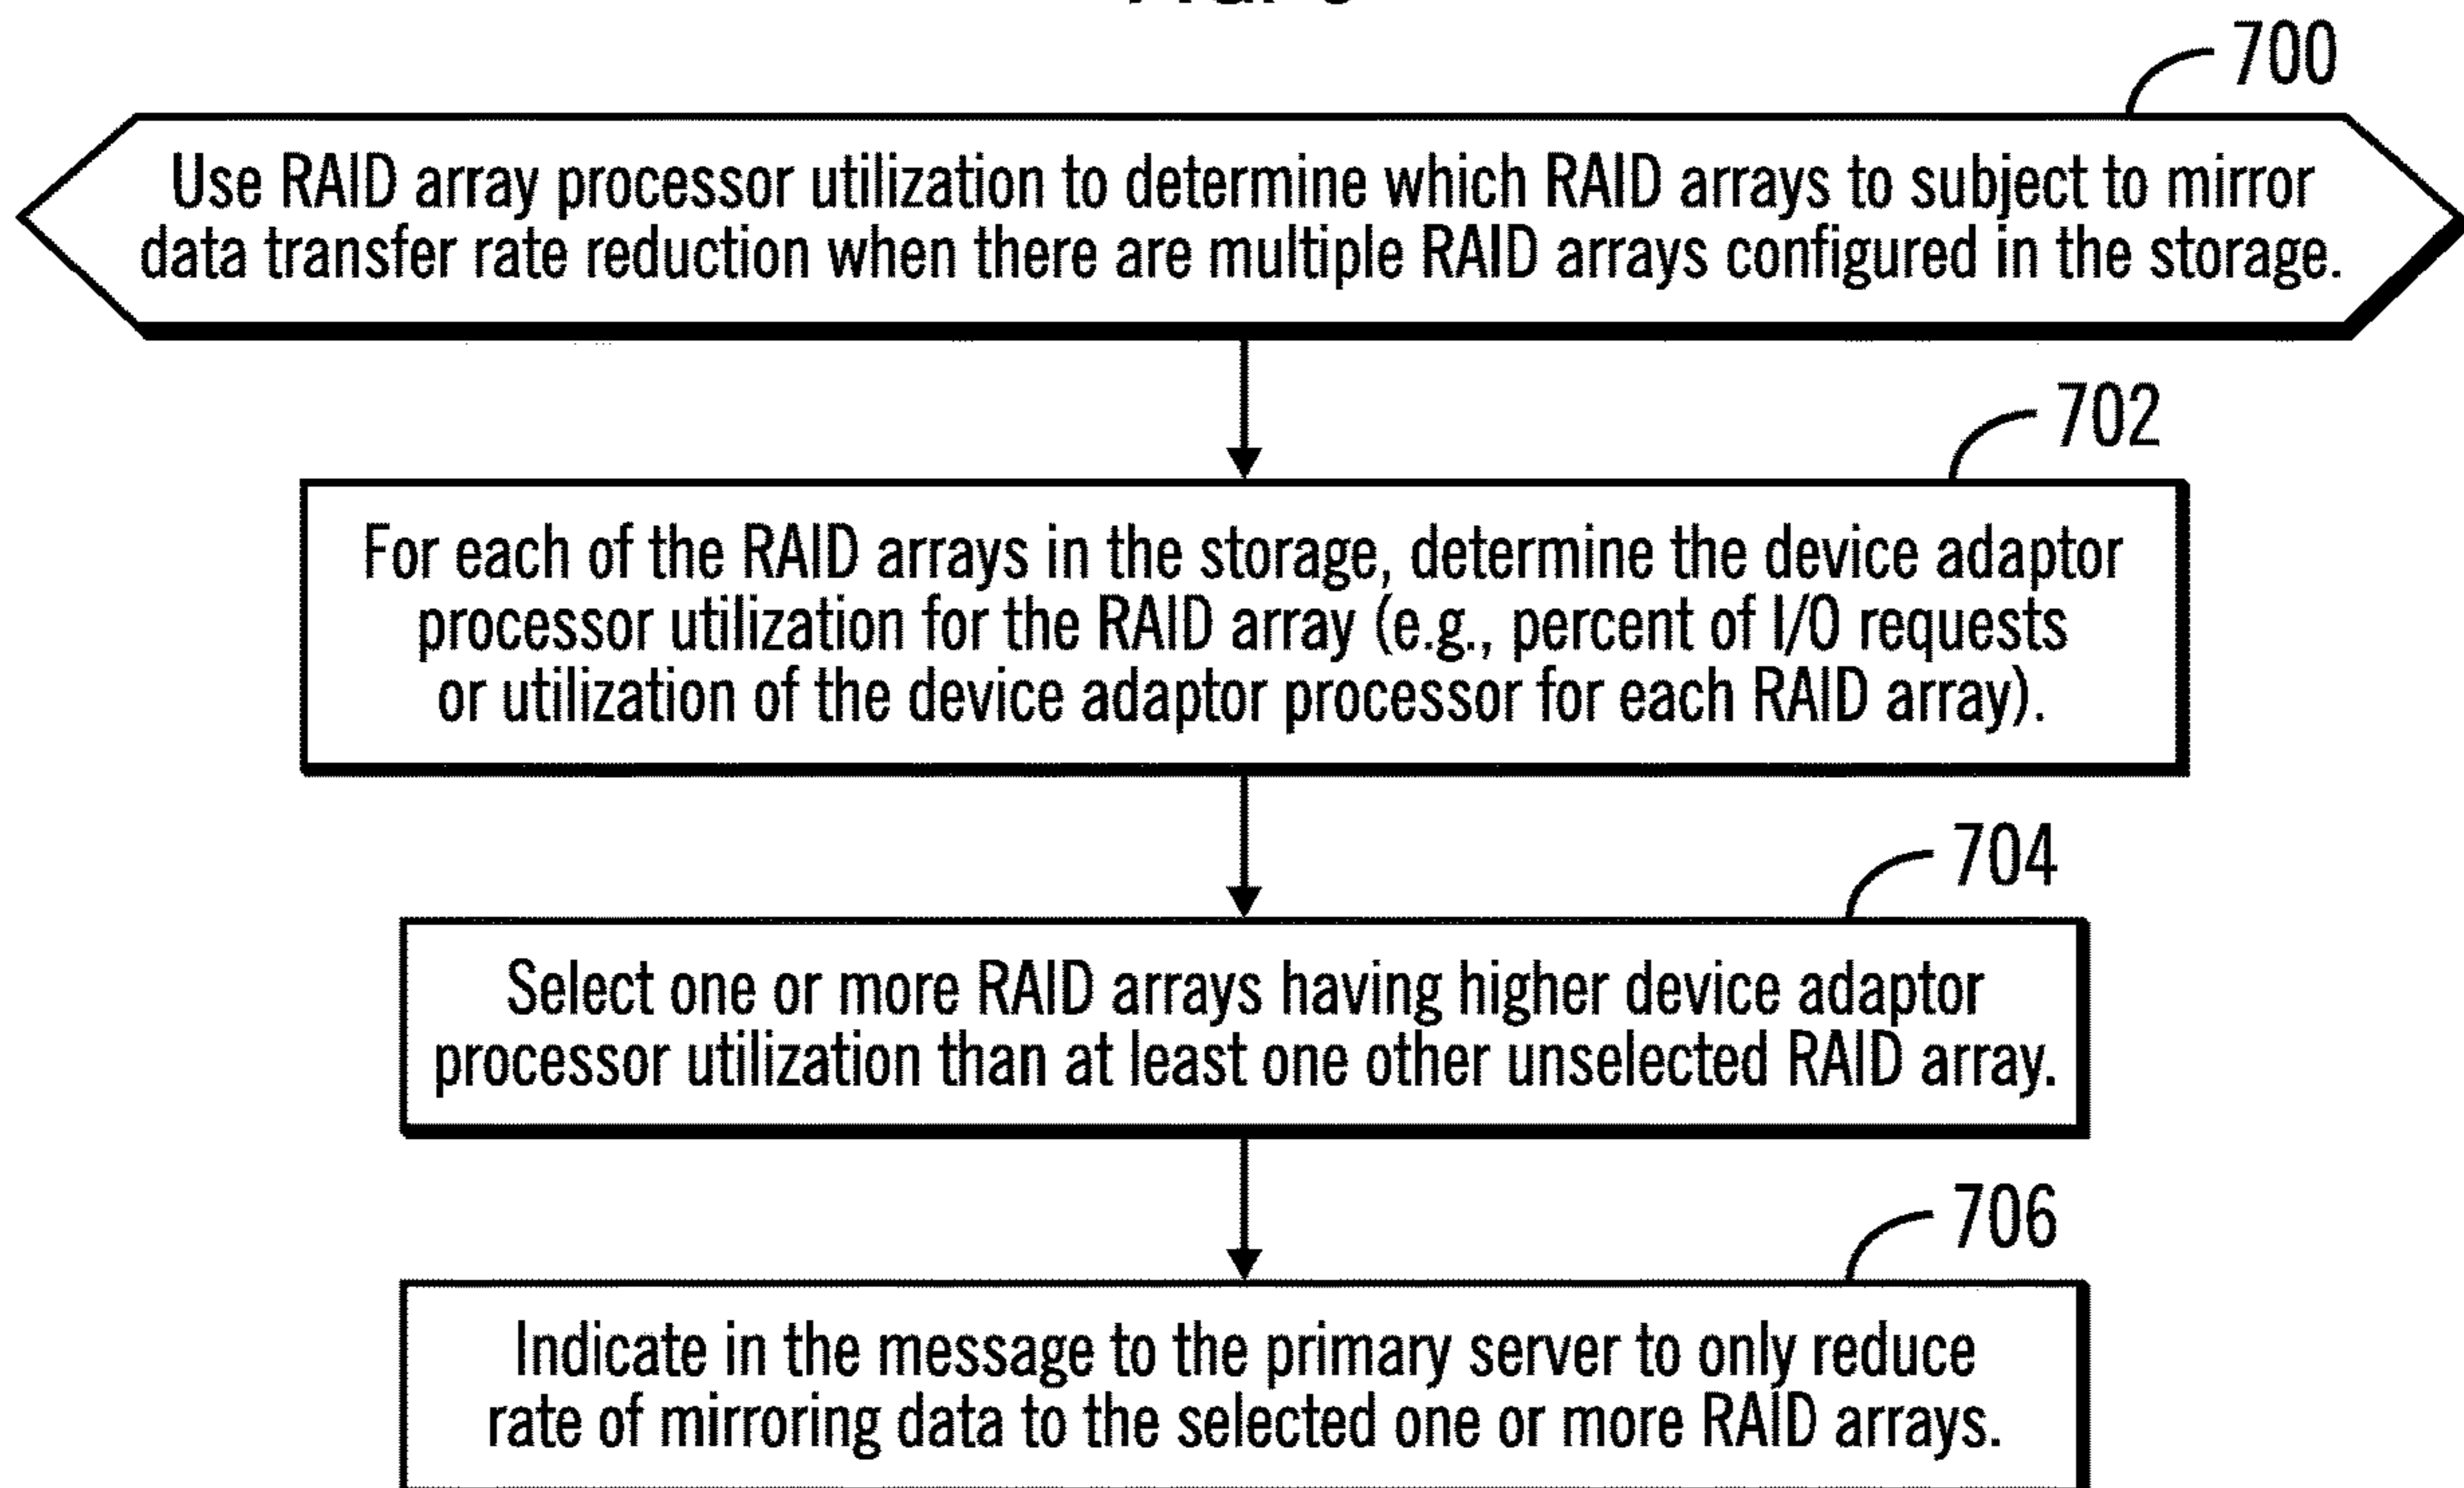 700
Use RAID array processor utilization to determine which RAID arrays to subject to mirror
data transfer rate reduction when there are multiple RAID arrays configured in the storage.
702
For each of the RAID arrays in the storage, determine the device adaptor
processor utilization for the RAID array (e.g., percent of I/O requests
or utilization of the device adaptor processor for each RAID array).
704
Select one or more RAID arrays having higher device adaptor
processor utilization than at least one other unselected RAID array.
706
Indicate in the message to the primary server to only reduce
rate of mirroring data to the selected one or more RAID arrays.